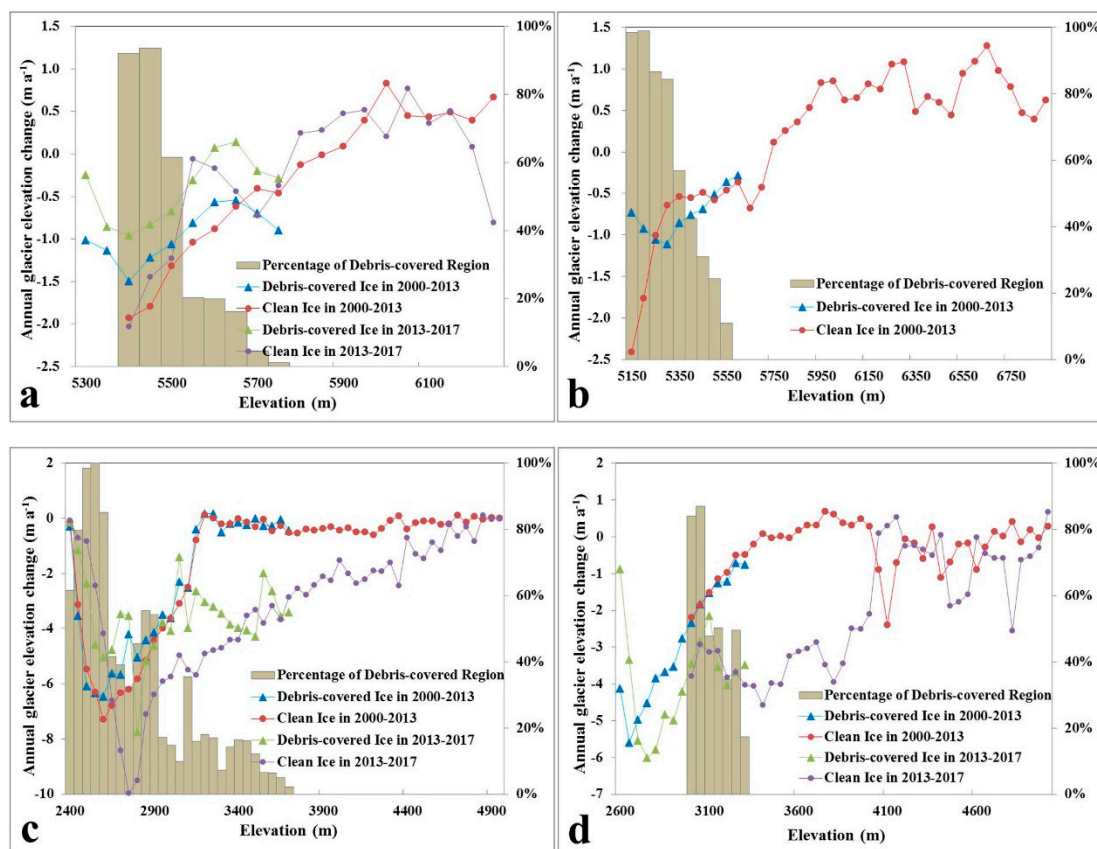 1.5
1.0
0.5
0.0
-0.5
-1.0
-1.5
-2.0
-2.5
Annual glacier elevation change (m a⁻¹)
100%
80%
60%
40%
20%
0%
Percentage of Debris-covered Region
Debris-covered Ice in 2000-2013
Clean Ice in 2000-2013
Debris-covered Ice in 2013-2017
Clean Ice in 2013-2017
5300 5500 5700 5900 6100
Elevation (m)
a
1.5
1.0
0.5
0.0
-0.5
-1.0
-1.5
-2.0
-2.5
Annual glacier elevation change (m a⁻¹)
100%
80%
60%
40%
20%
0%
Percentage of Debris-covered Region
Debris-covered Ice in 2000-2013
Clean Ice in 2000-2013
5150 5350 5550 5750 5950 6150 6350 6550 6750
Elevation (m)
b
2
0
-2
-4
-6
-8
-10
Annual glacier elevation change (m a⁻¹)
100%
80%
60%
40%
20%
0%
Percentage of Debris-covered Region
Debris-covered Ice in 2000-2013
Clean Ice in 2000-2013
Debris-covered Ice in 2013-2017
Clean Ice in 2013-2017
2400 2900 3400 3900 4400 4900
Elevation (m)
c
2
1
0
-1
-2
-3
-4
-5
-6
-7
Annual glacier elevation change (m a⁻¹)
100%
80%
60%
40%
20%
0%
Percentage of Debris-covered Region
Debris-covered Ice in 2000-2013
Clean Ice in 2000-2013
Debris-covered Ice in 2013-2017
Clean Ice in 2013-2017
2600 3100 3600 4100 4600
Elevation (m)
d